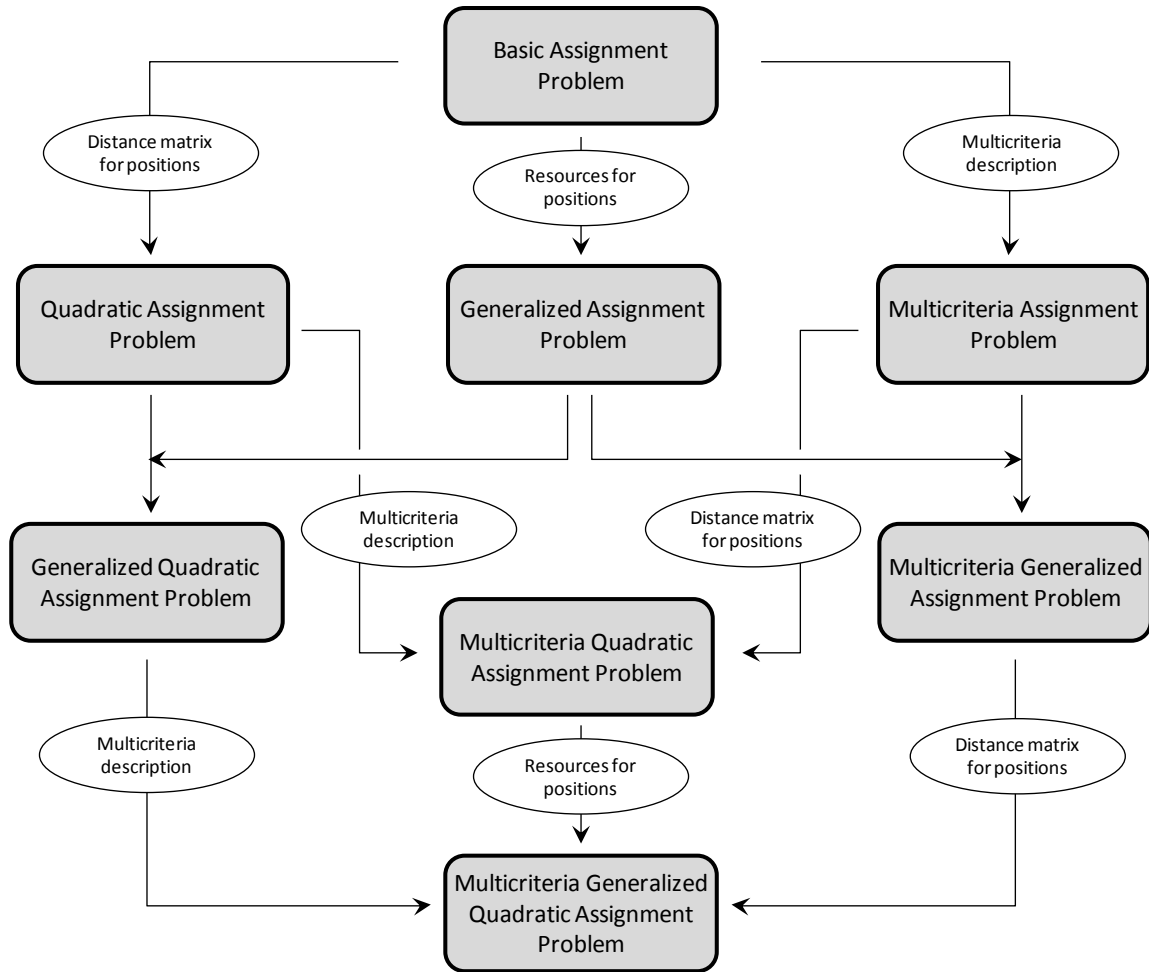 Basic Assignment
Problem
Distance matrix
for positions
Resources for
positions
Multicriteria
description
Quadratic Assignment
Problem
Generalized Assignment
Problem
Multicriteria Assignment
Problem
Multicriteria
description
Distance matrix
for positions
Generalized Quadratic
Assignment Problem
Multicriteria Generalized
Assignment Problem
Multicriteria Quadratic
Assignment Problem
Multicriteria
description
Resources for
positions
Distance matrix
for positions
Multicriteria Generalized
Quadratic Assignment
Problem